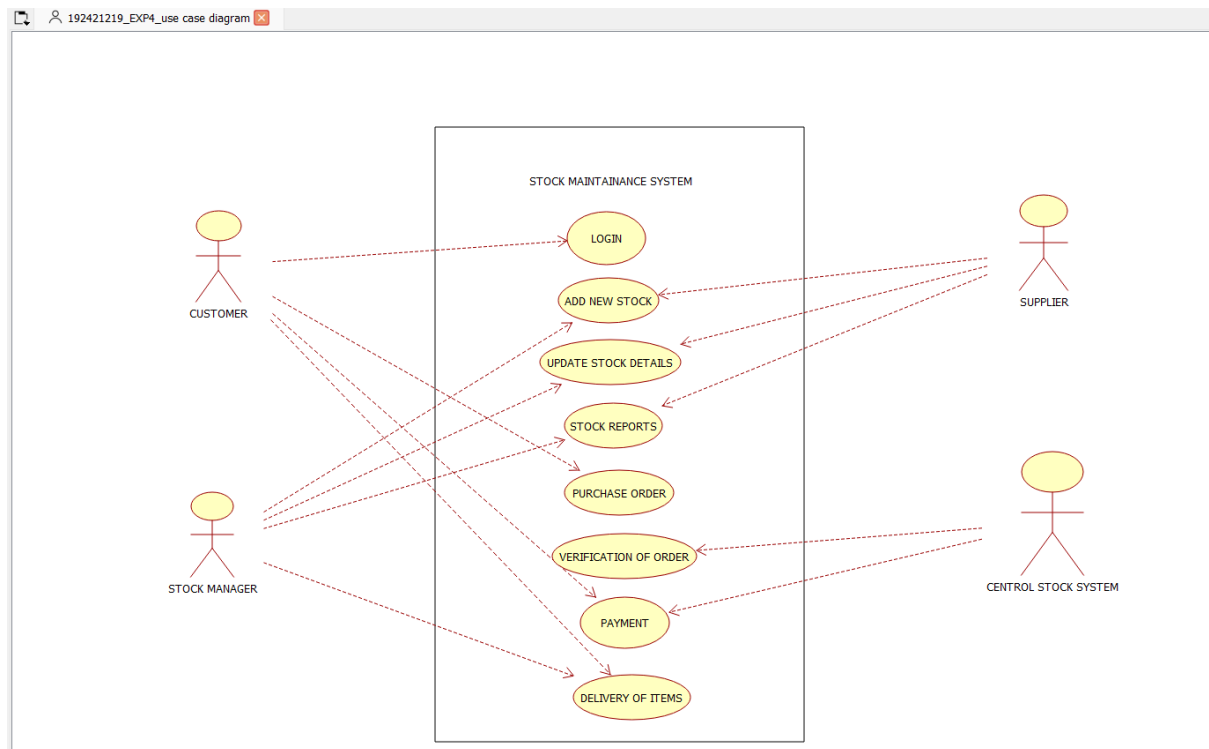 192421219_EXP4_use case diagram
STOCK MAINTAINANCE SYSTEM
LOGIN
ADD NEW STOCK
SUPPLIER
CUSTOMER
UPDATE STOCK DETAILS
STOCK REPORTS
PURCHASE ORDER
VERIFICATION OF ORDER
STOCK MANAGER
CENTROL STOCK SYSTEM
PAYMENT
DELIVERY OF ITEMS